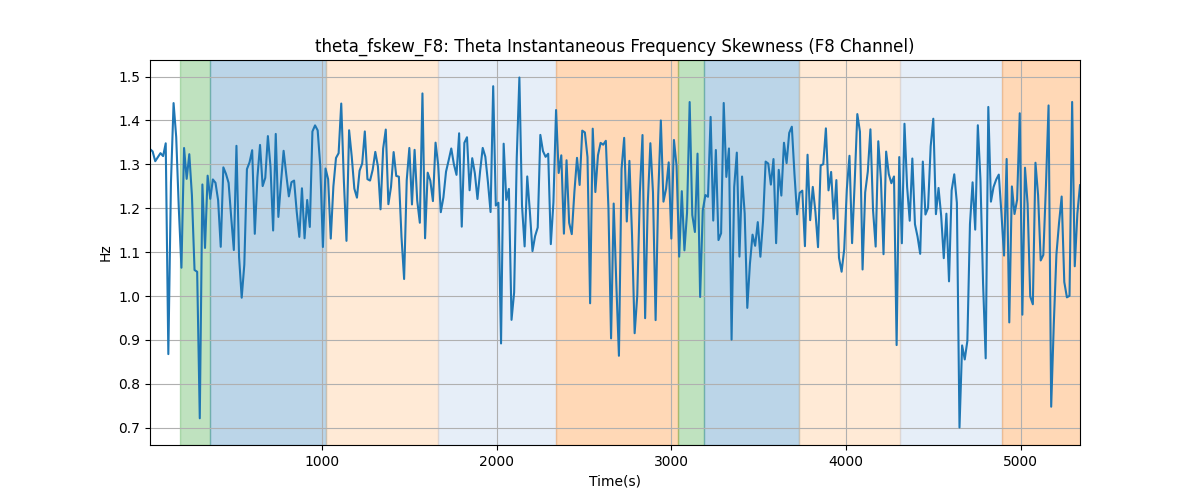 theta_fskew_F8: Theta Instantaneous Frequency Skewness (F8 Channel)
1.5
1.4
1.3
1.2
1.1
1.0
0.9
0.8
0.7
Hz
1000 2000 3000 4000 5000
Time(s)